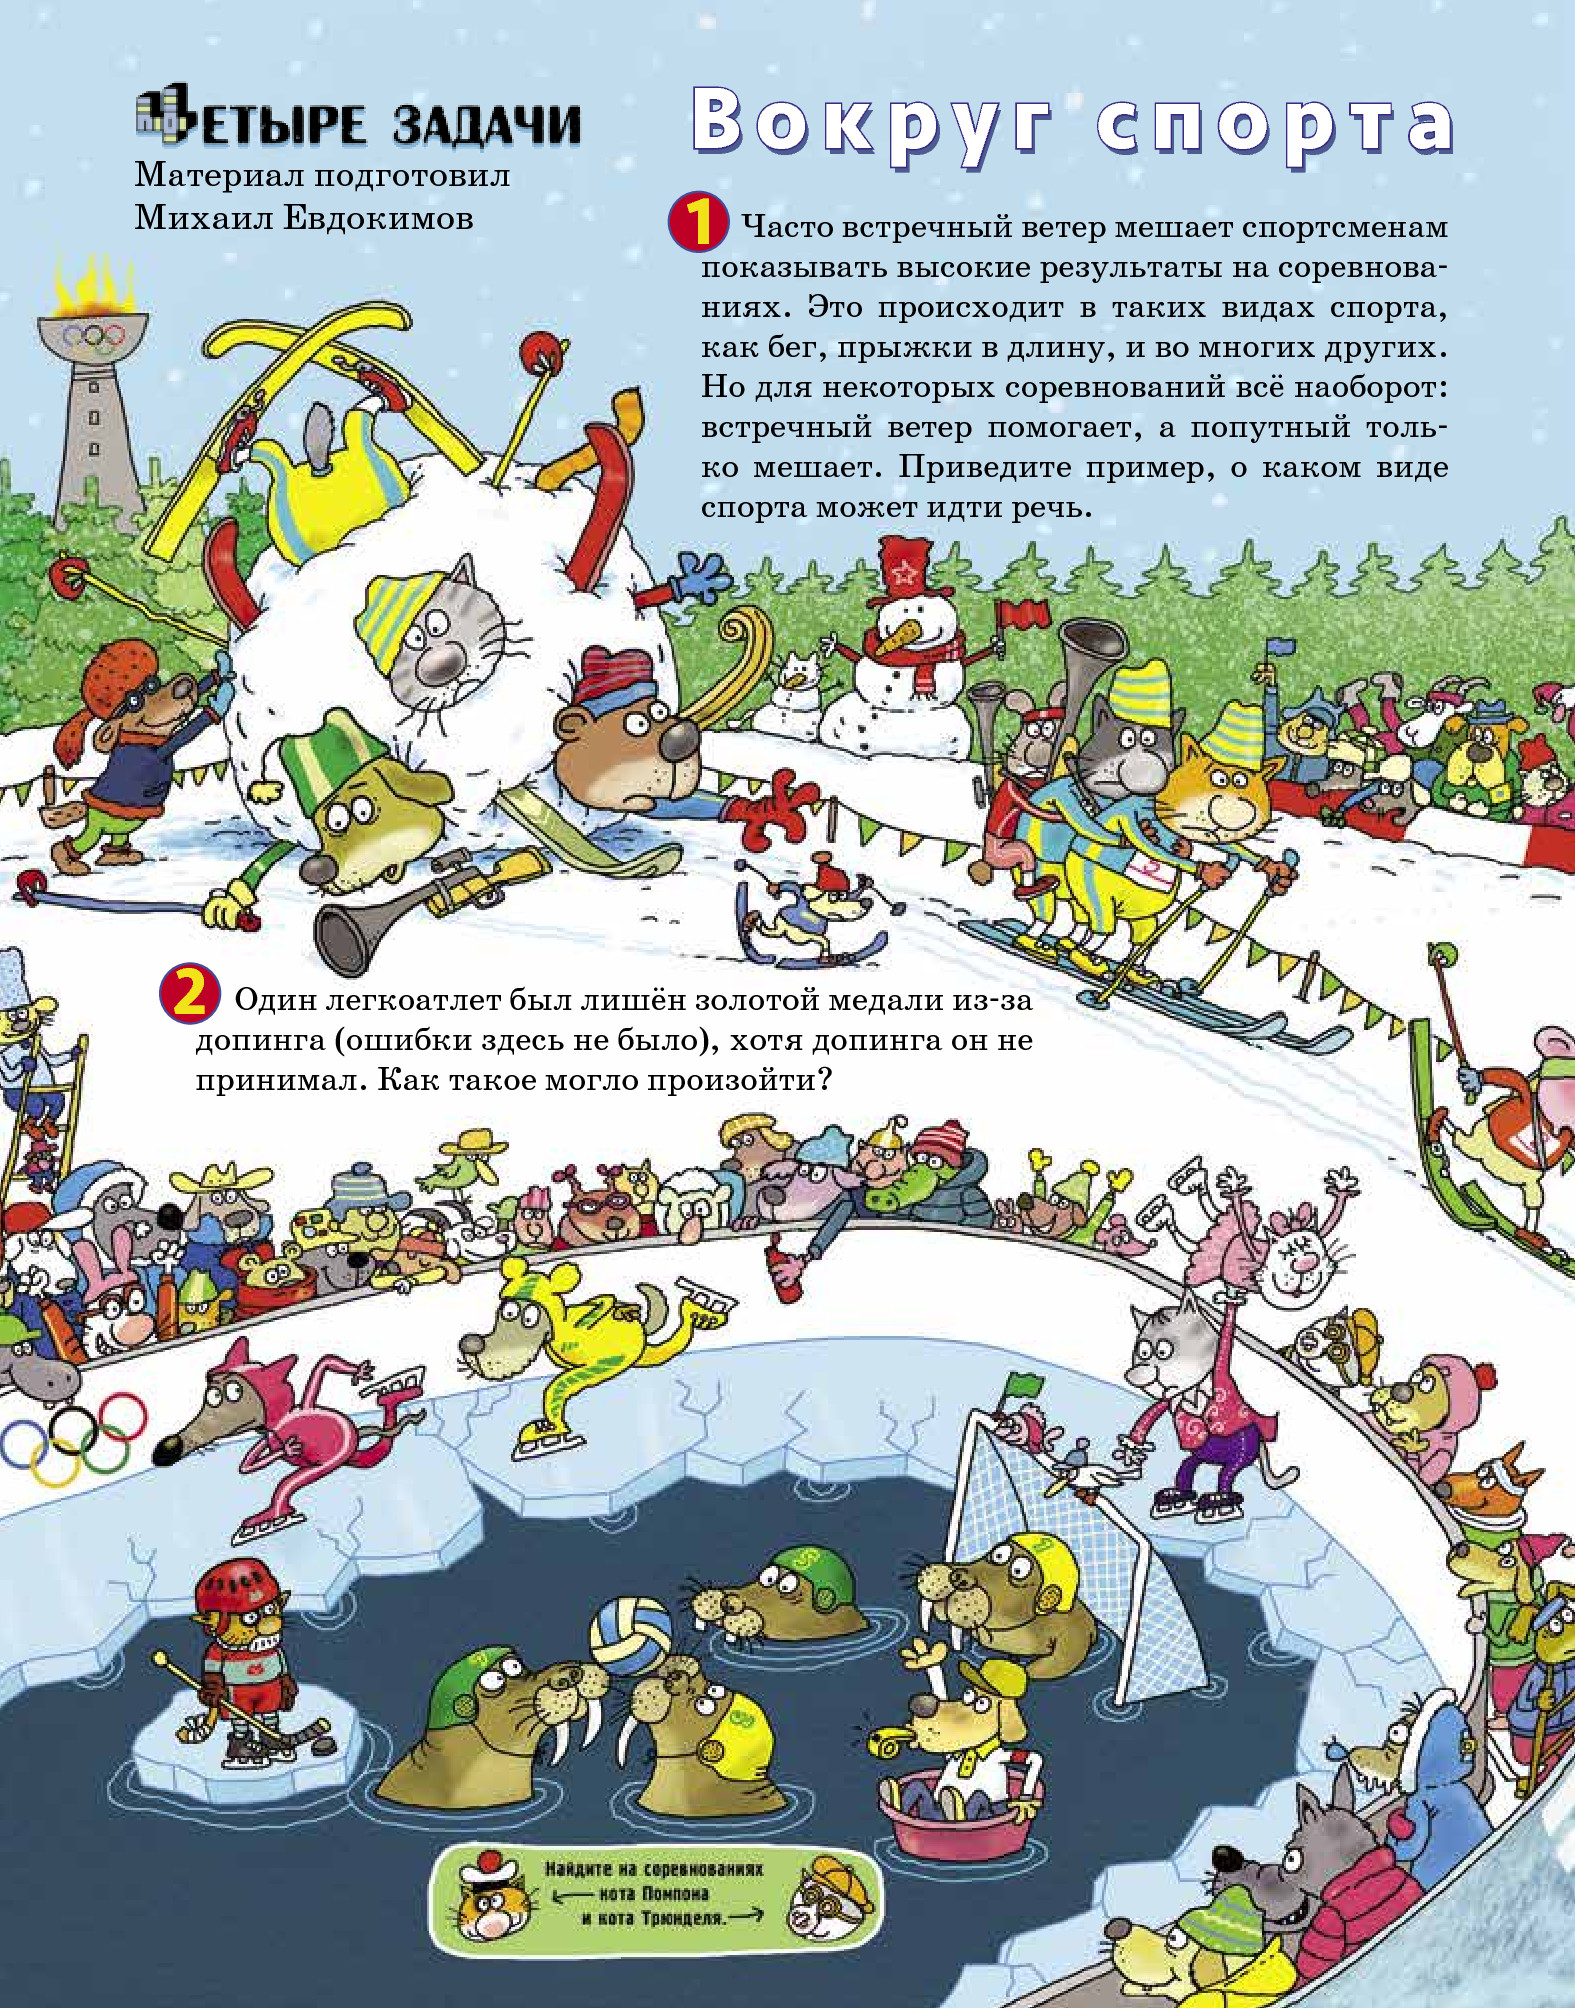 Четыре задачи
Материал подготовил
Михаил Евдокимов
Вокруг спорта
1 Часто встречный ветер мешает спортсменам
показывать высокие результаты на соревнова-
ниях. Это происходит в таких видах спорта,
как бег, прыжки в длину, и во многих других.
Но для некоторых соревнований всё наоборот:
встречный ветер помогает, а попутный толь-
ко мешает. Приведите пример, о каком виде
спорта может идти речь.
2 Один легкоатлет был лишён золотой медали из-за
допинга (ошибки здесь не было), хотя допинга он не
принимал. Как такое могло произойти?
Найдите на соревнованиях
кота Помпона
и кота Трюнделя.